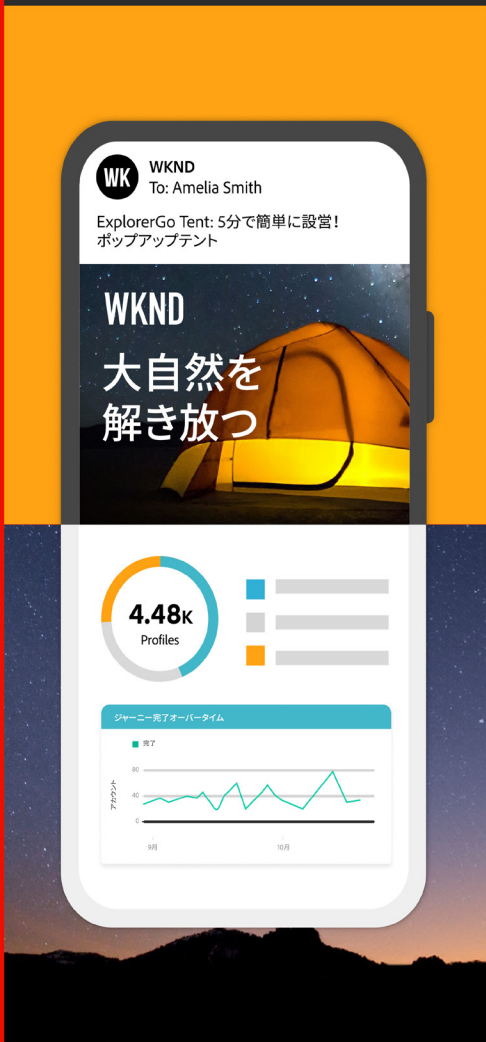 WK
WKND
To: Amelia Smith
ExplorerGo Tent: 5分で簡単に設営！
ポップアップテント
WKND
大自然を
解き放つ
4.48K
Profiles
ジャーニー完了オーバータイム
完了
80
40
0
アカウント
9月
10月